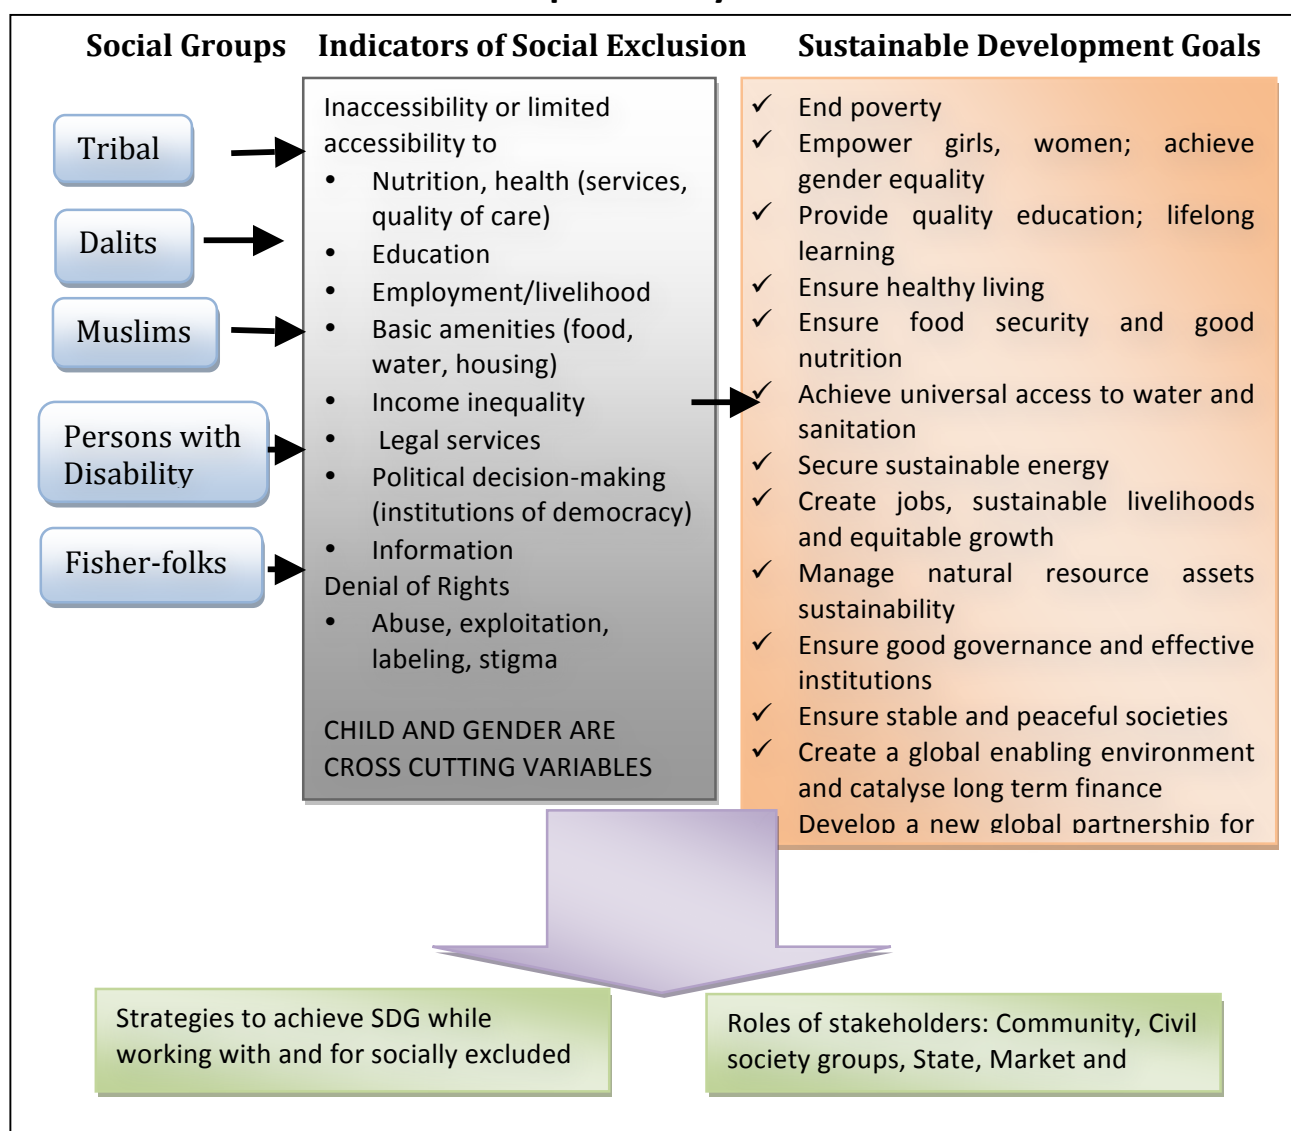 Social Groups
Indicators of Social Exclusion
Sustainable Development Goals
Tribal
Dalits
Muslims
Persons with
Disability
Fisher-folks
Inaccessibility or limited
accessibility to
• Nutrition, health (services,
quality of care)
• Education
• Employment/livelihood
• Basic amenities (food,
water, housing)
• Income inequality
• Legal services
• Political decision-making
(institutions of democracy)
• Information
Denial of Rights
• Abuse, exploitation,
labeling, stigma
CHILD AND GENDER ARE
CROSS CUTTING VARIABLES
✓ End poverty
✓ Empower girls, women; achieve
gender equality
✓ Provide quality education; lifelong
learning
✓ Ensure healthy living
✓ Ensure food security and good
nutrition
✓ Achieve universal access to water and
sanitation
✓ Secure sustainable energy
✓ Create jobs, sustainable livelihoods
and equitable growth
✓ Manage natural resource assets
sustainability
✓ Ensure good governance and effective
institutions
✓ Ensure stable and peaceful societies
✓ Create a global enabling environment
and catalyse long term finance
Develop a new global partnership for
Strategies to achieve SDG while
working with and for socially excluded
Roles of stakeholders: Community, Civil
society groups, State, Market and